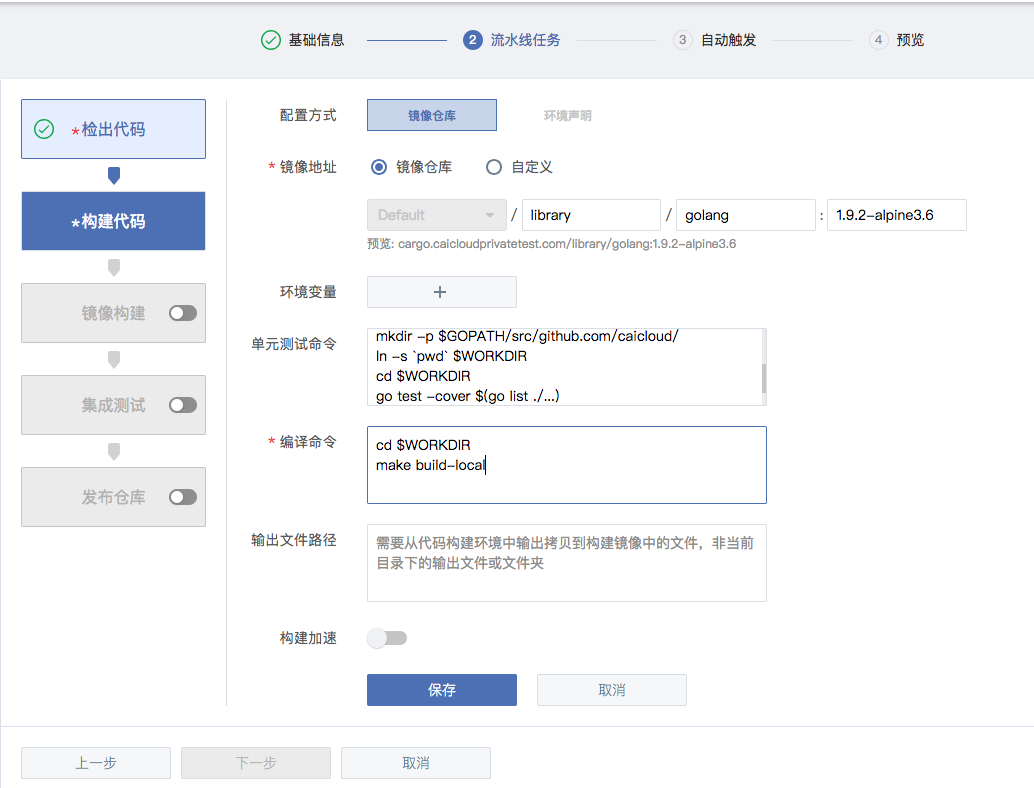 基础信息
2 流水线任务
3 自动触发
4 预览
*检出代码
*构建代码
镜像构建
集成测试
发布仓库
配置方式 镜像仓库 环境声明
* 镜像地址 镜像仓库 自定义
Default / library / golang : 1.9.2-alpine3.6
预览: cargo.caicloudprivatetest.com/library/golang:1.9.2-alpine3.6
环境变量 +
单元测试命令
mkdir -p $GOPATH/src/github.com/caicloud/
ln -s `pwd` $WORKDIR
cd $WORKDIR
go test -cover $(go list ./...)
* 编译命令
cd $WORKDIR
make build-local
输出文件路径
需要从代码构建环境中输出拷贝到构建镜像中的文件，非当前
目录下的输出文件或文件夹
构建加速
保存 取消
上一步 下一步 取消